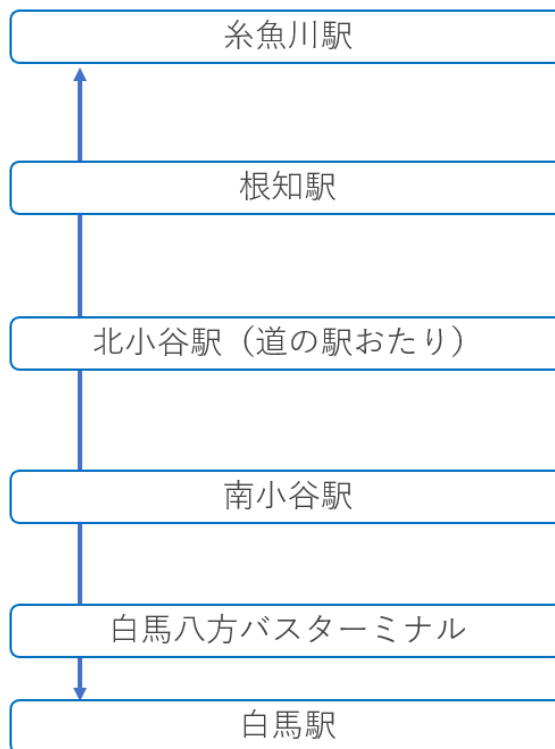 糸魚川駅
根知駅
北小谷駅（道の駅おたり）
南小谷駅
白馬八方バスターミナル
白馬駅